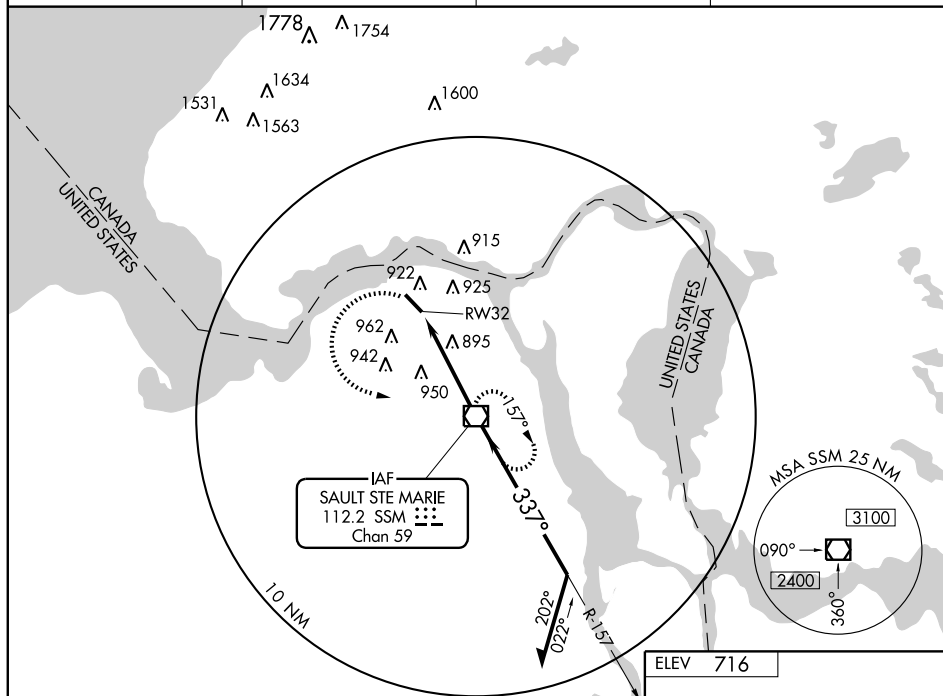 1778
1754
1634
1531
1563
1600
CANADA
UNITED STATES
915
922
925
RW32
UNITED STATES
CANADA
962
895
942
950
157°
MSA SSM 25 NM
IAF
SAULT STE MARIE
112.2 SSM
Chan 59
337°
3100
090°
2400
360°
10 NM
202°
022°
R-157
ELEV 716